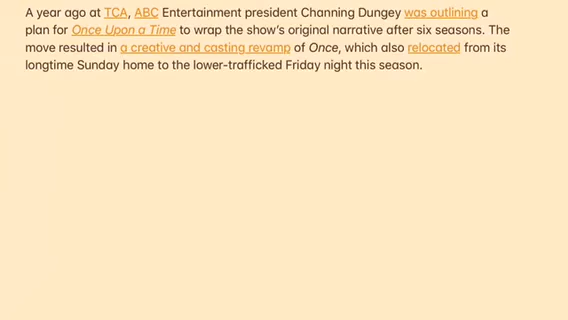 A year ago at TCA, ABC Entertainment president Channing Dungey was outlining a
plan for Once Upon a Time to wrap the show’s original narrative after six seasons. The
move resulted in a creative and casting revamp of Once, which also relocated from its
longtime Sunday home to the lower-trafficked Friday night this season.